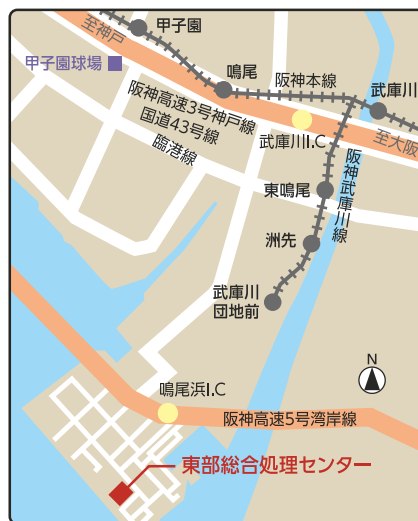 至神戸
甲子園
鳴尾
阪神本線
武庫川
甲子園球場
阪神高速3号神戸線
国道43号線
臨港線
武庫川I.C
至大阪
阪神武庫川線
東鳴尾
洲先
武庫川
団地前
N
鳴尾浜I.C
阪神高速5号湾岸線
東部総合処理センター